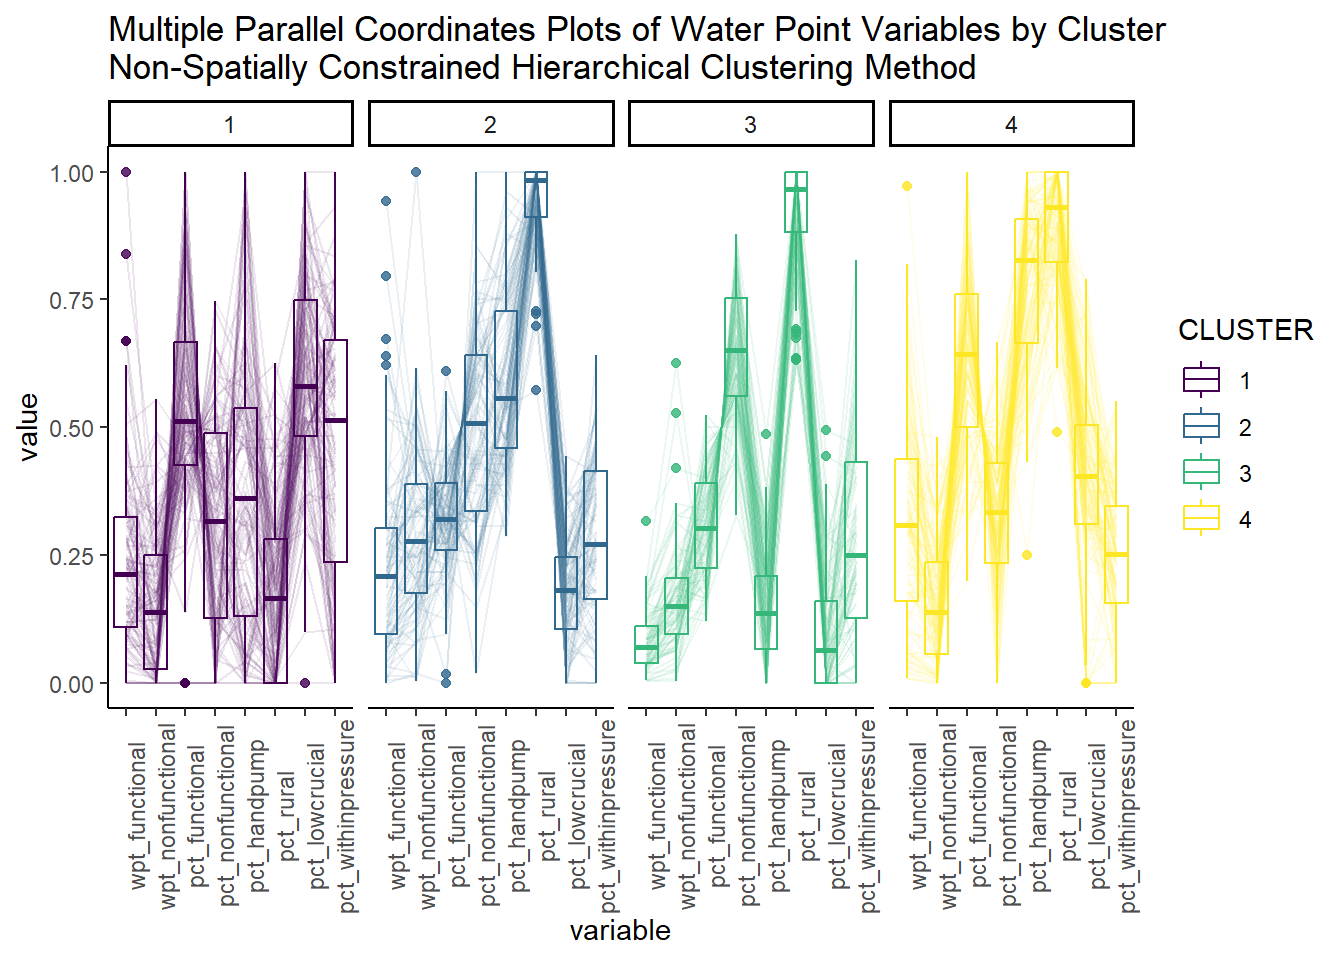 Multiple Parallel Coordinates Plots of Water Point Variables by Cluster
Non-Spatially Constrained Hierarchical Clustering Method
1 2 3 4
value
1.00
0.75
0.50
0.25
0.00
wpt_functional
wpt_nonfunctional
pct_functional
pct_nonfunctional
pct_handpump
pct_rural
pct_lowcrucial
pct_withinpressure
wpt_functional
wpt_nonfunctional
pct_functional
pct_nonfunctional
pct_handpump
pct_rural
pct_lowcrucial
pct_withinpressure
wpt_functional
wpt_nonfunctional
pct_functional
pct_nonfunctional
pct_handpump
pct_rural
pct_lowcrucial
pct_withinpressure
wpt_functional
wpt_nonfunctional
pct_functional
pct_nonfunctional
pct_handpump
pct_rural
pct_lowcrucial
pct_withinpressure
variable
CLUSTER
1
2
3
4